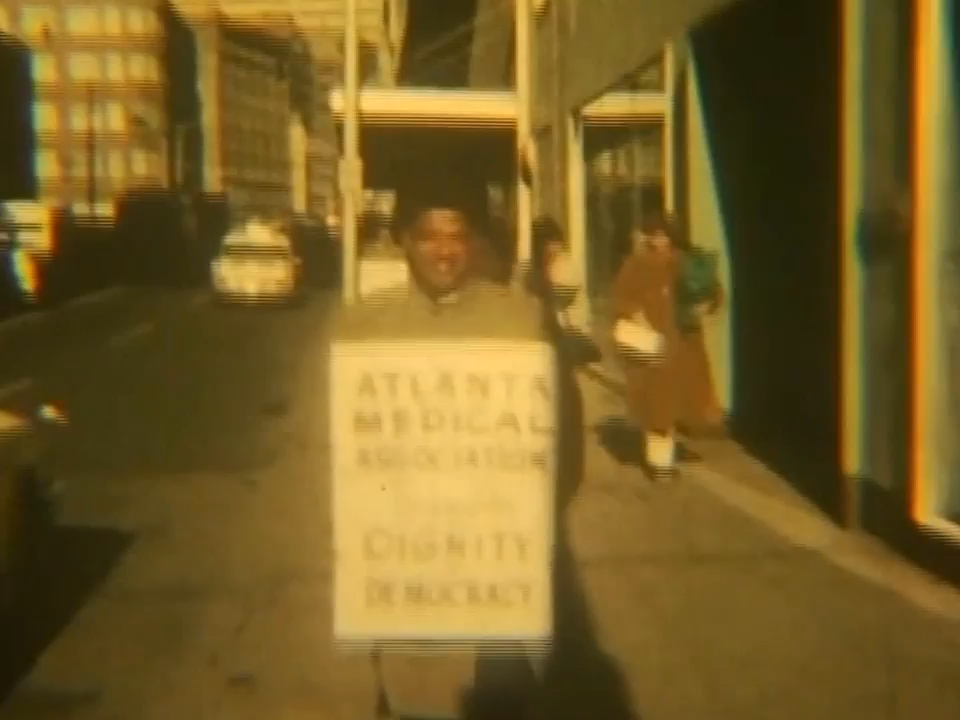 ATLANTA
MEDICAL
ASSOCIATION
DIGNITY
DEMOCRACY